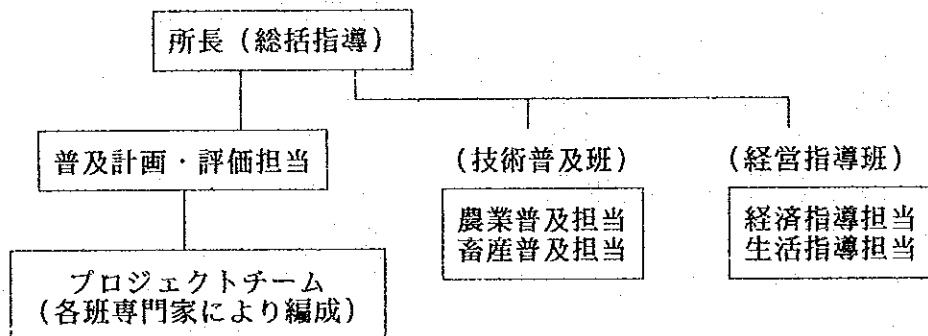 所長（総括指導）
普及計画・評価担当
（技術普及班）
（経営指導班）
農業普及担当
畜産普及担当
経済指導担当
生活指導担当
プロジェクトチーム
（各班専門家により編成）